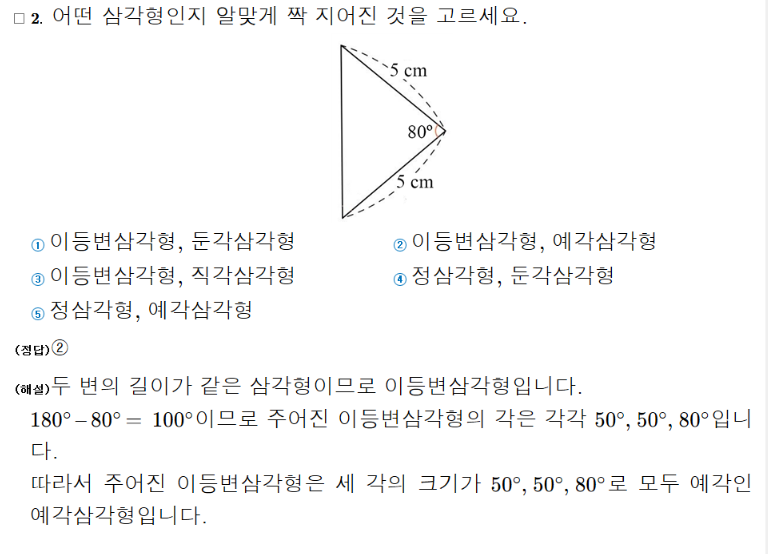 □ 2. 어떤 삼각형인지 알맞게 짝 지어진 것을 고르세요.
5 cm
80°
5 cm
① 이등변삼각형, 둔각삼각형 ② 이등변삼각형, 예각삼각형
③ 이등변삼각형, 직각삼각형 ④ 정삼각형, 둔각삼각형
⑤ 정삼각형, 예각삼각형
(정답)②
(해설)두 변의 길이가 같은 삼각형이므로 이등변삼각형입니다.
180°-80°= 100°이므로 주어진 이등변삼각형의 각은 각각 50°, 50°, 80°입니
다.
따라서 주어진 이등변삼각형은 세 각의 크기가 50°, 50°, 80°로 모두 예각인
예각삼각형입니다.